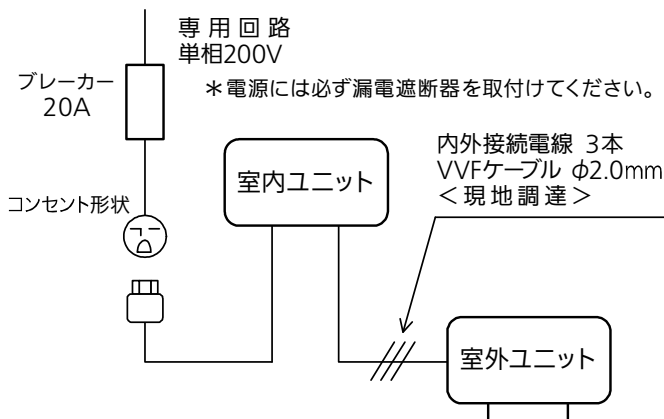 専用回路
単相200V
ブレーカー
20A
＊電源には必ず漏電遮断器を取付けてください。
内外接続電線 3本
VVFケーブル φ2.0mm
＜現地調達＞
室内ユニット
コンセント形状
室外ユニット